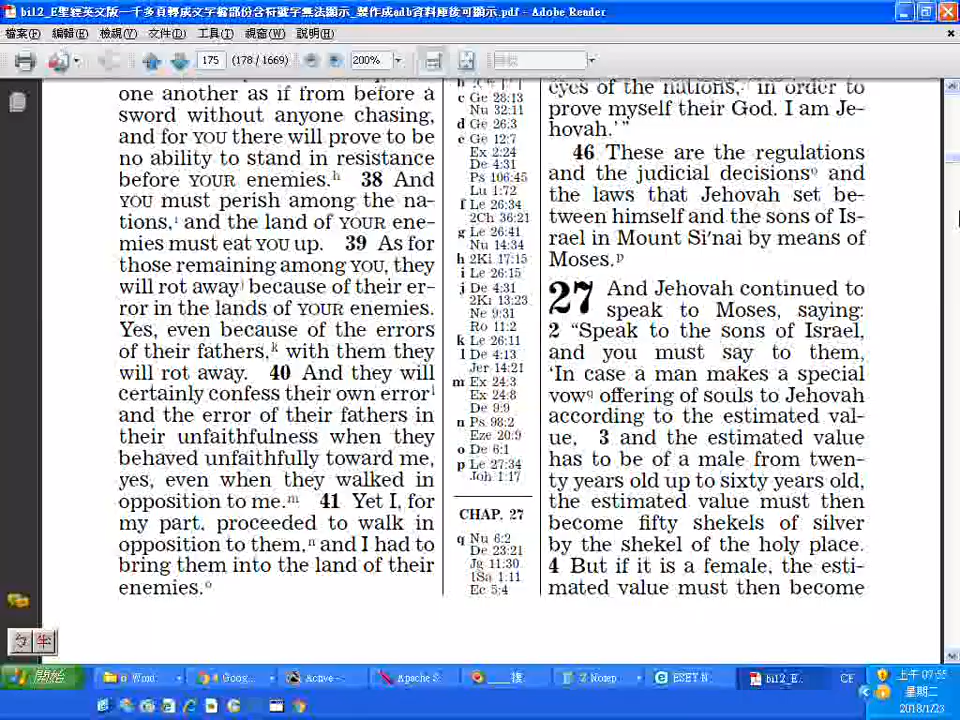 bi12_E聖經英文版一千多頁轉成文字檔部份含符號字無法顯示_製作成adb資料庫後可顯示.pdf - Adobe Reader
檔案(F) 編輯(E) 檢視(V) 文件(D) 工具(T) 視窗(W) 說明(H)
175 (178 / 1669) 200% 尋找
one another as if from before a
sword without anyone chasing,
and for YOU there will prove to be
no ability to stand in resistance
before YOUR enemies.h 38 And
YOU must perish among the na-
tions,i and the land of YOUR ene-
mies must eat YOU up. 39 As for
those remaining among YOU, they
will rot awayj because of their er-
ror in the lands of YOUR enemies.
Yes, even because of the errors
of their fathers,k with them they
will rot away. 40 And they will
certainly confess their own errorl
and the error of their fathers in
their unfaithfulness when they
behaved unfaithfully toward me,
yes, even when they walked in
opposition to me.m 41 Yet I, for
my part, proceeded to walk in
opposition to them,n and I had to
bring them into the land of their
enemies.o
c Ge 28:13
Nu 32:11
d Ge 26:3
e Ge 12:7
Ex 2:24
De 4:31
Ps 106:45
Lu 1:72
f Le 26:34
2Ch 36:21
g Le 26:41
Nu 14:34
h 2Ki 17:15
i Le 26:15
j De 4:31
2Ki 13:23
Ne 9:31
Ro 11:2
k Le 26:11
l De 4:13
Jer 14:21
m Ex 24:3
Ex 24:8
De 9:9
n Ps 98:2
Eze 20:9
o De 6:1
p Le 27:34
Joh 1:17
CHAP. 27
q Nu 6:2
De 23:21
Jg 11:30
1Sa 1:11
Ec 5:4
eyes of the nations, in order to
prove myself their God. I am Je-
hovah.’”
46 These are the regulations
and the judicial decisionso and
the laws that Jehovah set be-
tween himself and the sons of Is-
rael in Mount Si′nai by means of
Moses.p
27 And Jehovah continued to
speak to Moses, saying:
2 “Speak to the sons of Israel,
and you must say to them,
‘In case a man makes a special
vowq offering of souls to Jehovah
according to the estimated val-
ue, 3 and the estimated value
has to be of a male from twen-
ty years old up to sixty years old,
the estimated value must then
become fifty shekels of silver
by the shekel of the holy place.
4 But if it is a female, the esti-
mated value must then become
ㄅ 半
開始 Word Goog... Active Apache S Notep ESET N bi12_E... CE 上午 07:55
星期二
2018/1/23